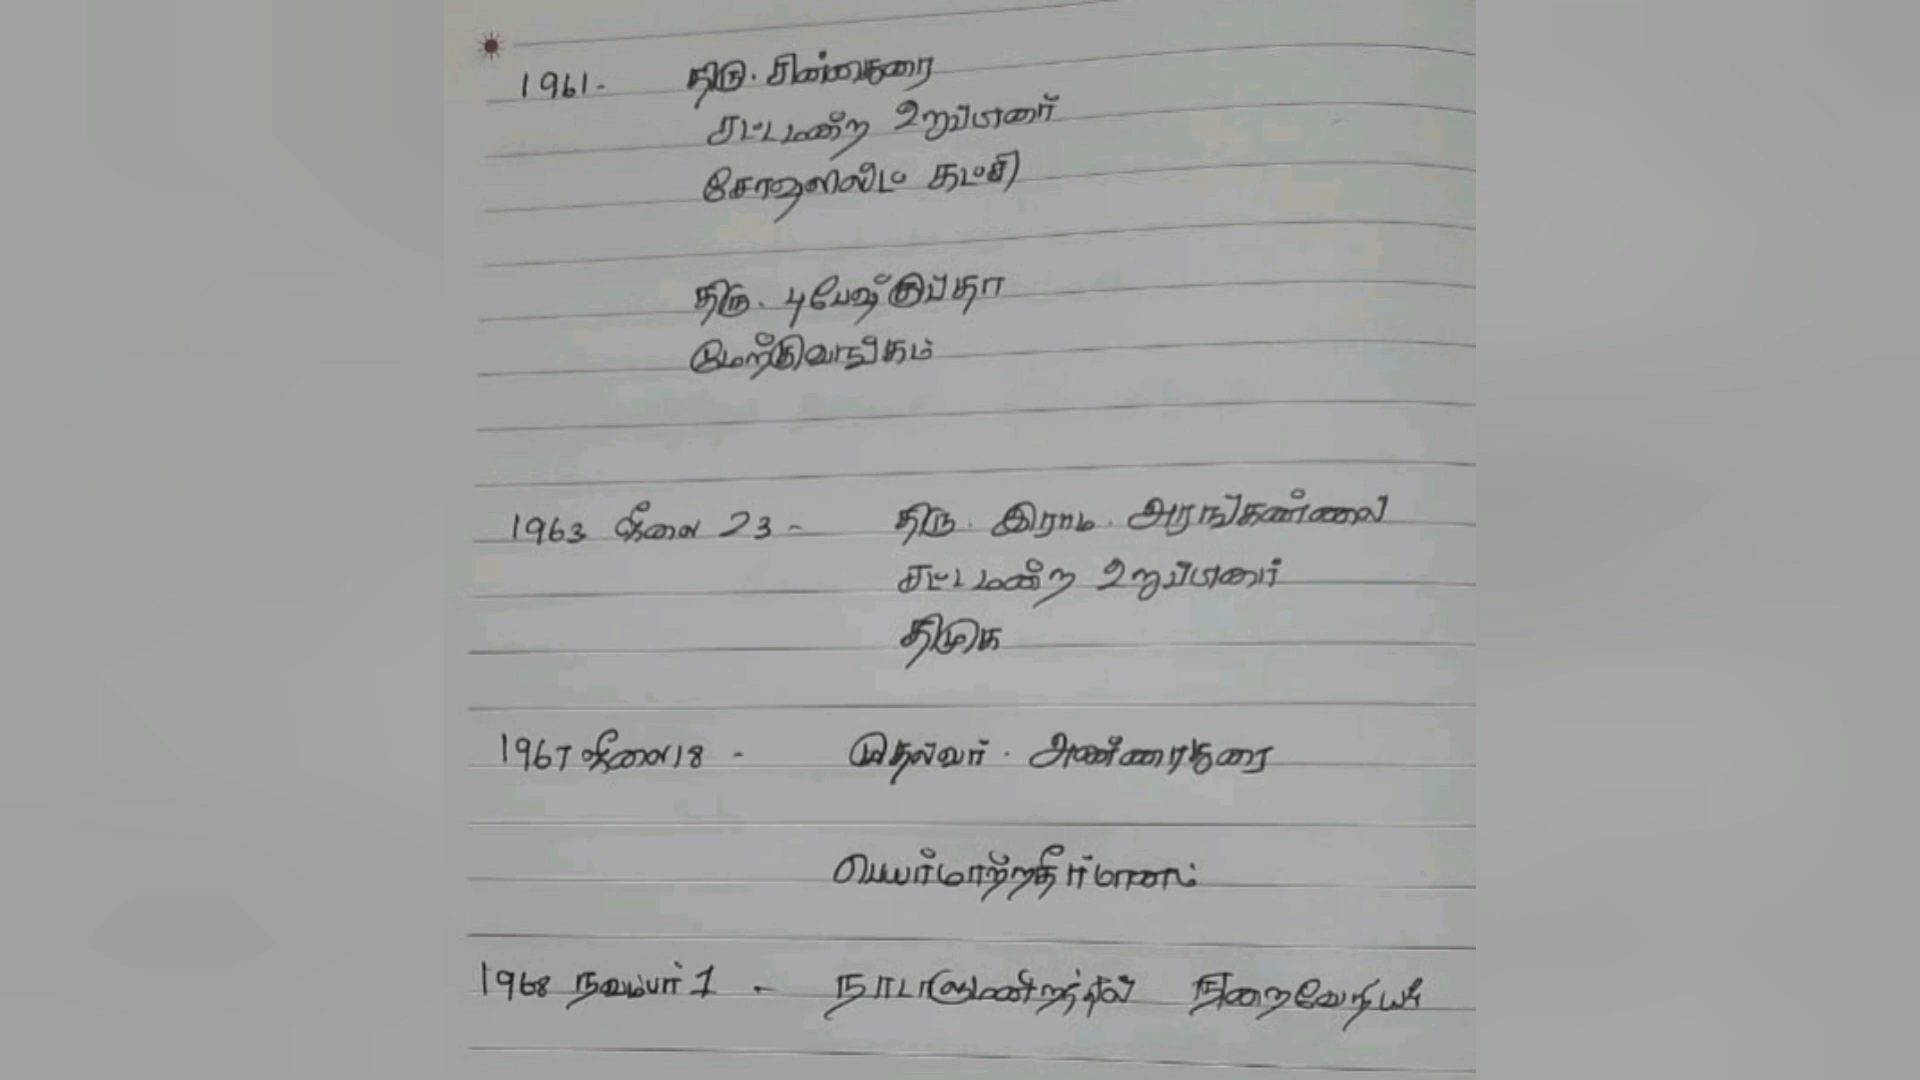 1961- திரு. சின்னதுரை
சட்டமன்ற உறுப்பினர்
சோஷலிஸ்ட் கட்சி
திரு. பூபேஷ்குப்தா
மேற்குவங்கம்
1963 ஜீலை 23 - திரு. இராம. அரங்கண்ணல்
சட்டமன்ற உறுப்பினர்
திமுக
1967 ஜீலை 18 - முதல்வர். அண்ணாதுரை
பெயர்மாற்றதீர்மானம்
1968 நவம்பர் 1 - நாடாளுமன்றத்தில்